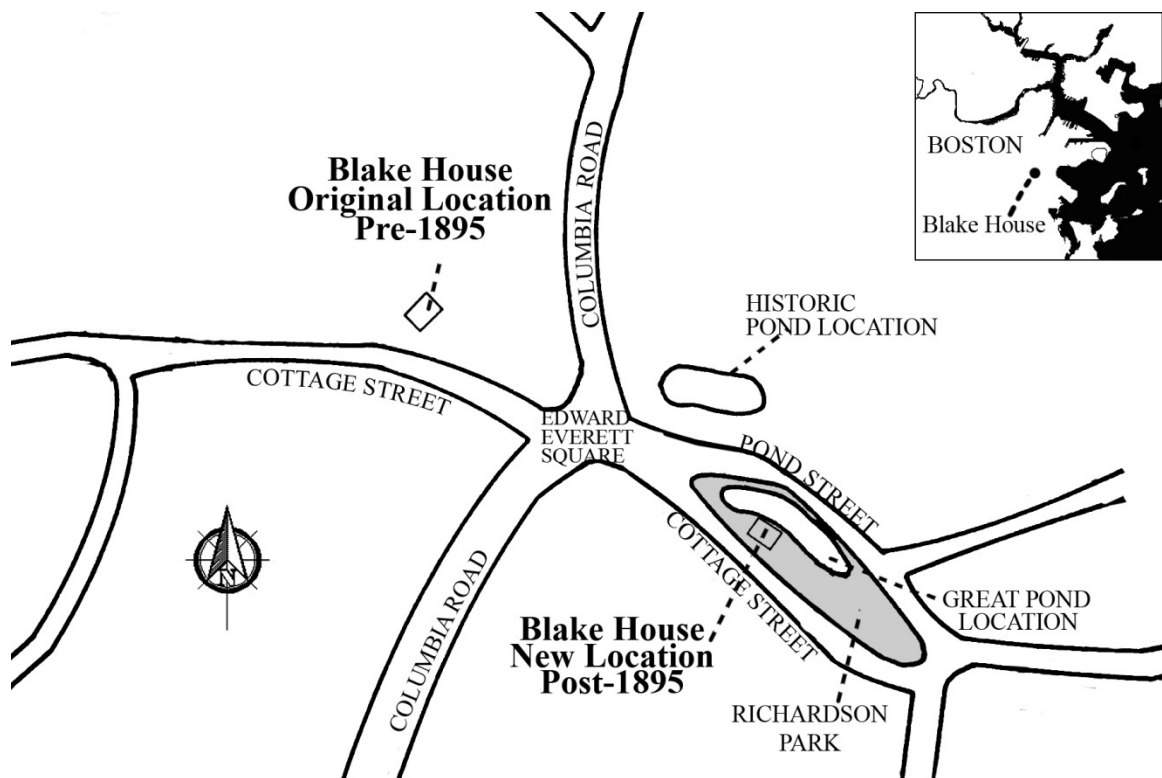 Blake House
Original Location
Pre-1895
COLUMBIA ROAD
BOSTON
Blake House
HISTORIC
POND LOCATION
COTTAGE STREET
EDWARD
EVERETT
SQUARE
POND STREET
COTTAGE STREET
N
COLUMBIA ROAD
Blake House
New Location
Post-1895
GREAT POND
LOCATION
RICHARDSON
PARK